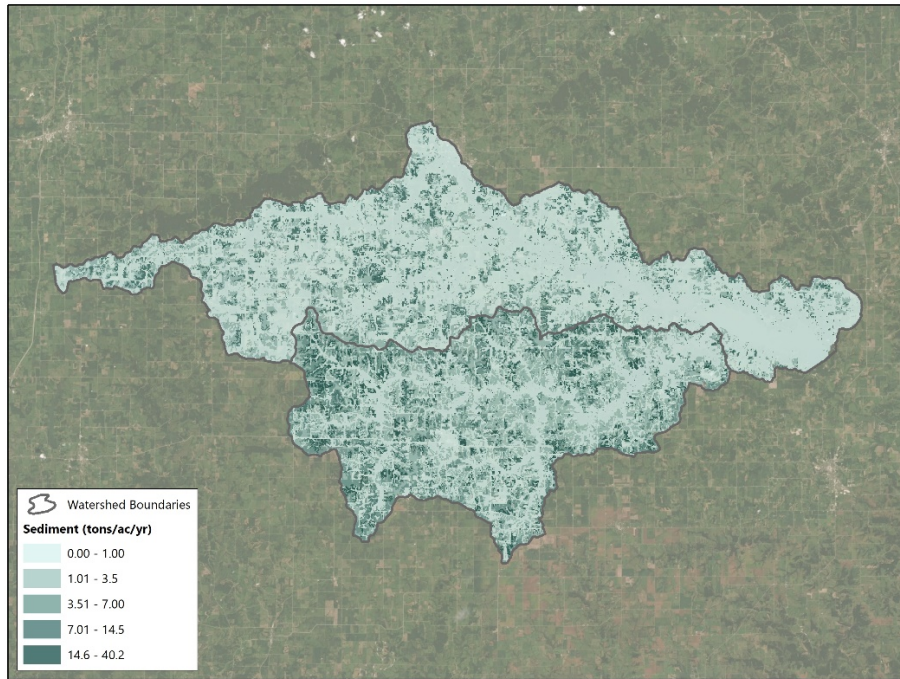 Watershed Boundaries
Sediment (tons/ac/yr)
0.00 - 1.00
1.01 - 3.5
3.51 - 7.00
7.01 - 14.5
14.6 - 40.2